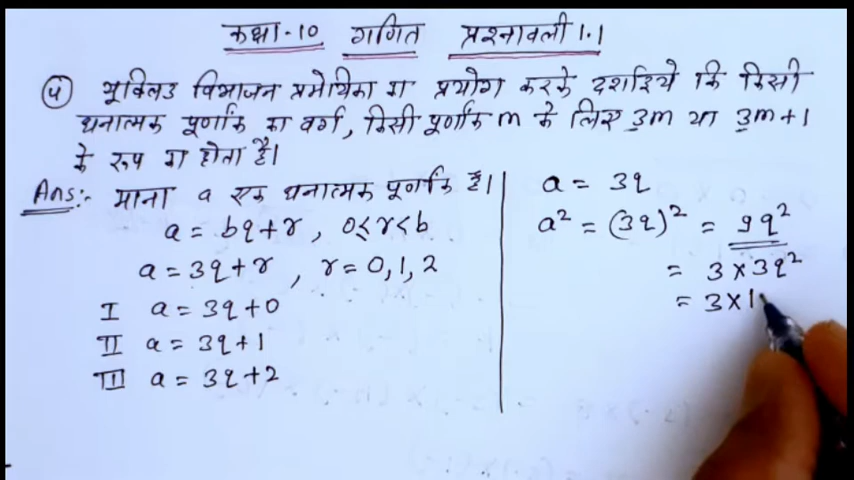 कक्षा-10 गणित प्रश्नावली 1.1
(4) यूक्लिड विभाजन प्रमेयिका का प्रयोग करके दर्शाइये कि किसी
धनात्मक पूर्णांक का वर्ग, किसी पूर्णांक m के लिए 3m या 3m+1
के रूप का होता है।
Ans:- माना a एक धनात्मक पूर्णांक है।
a = bq+r, 0≤r<b
a = 3q+r, r=0,1,2
I a = 3q+0
II a = 3q+1
III a = 3q+2
a = 3q
a² = (3q)² = 9q²
= 3×3q²
= 3×